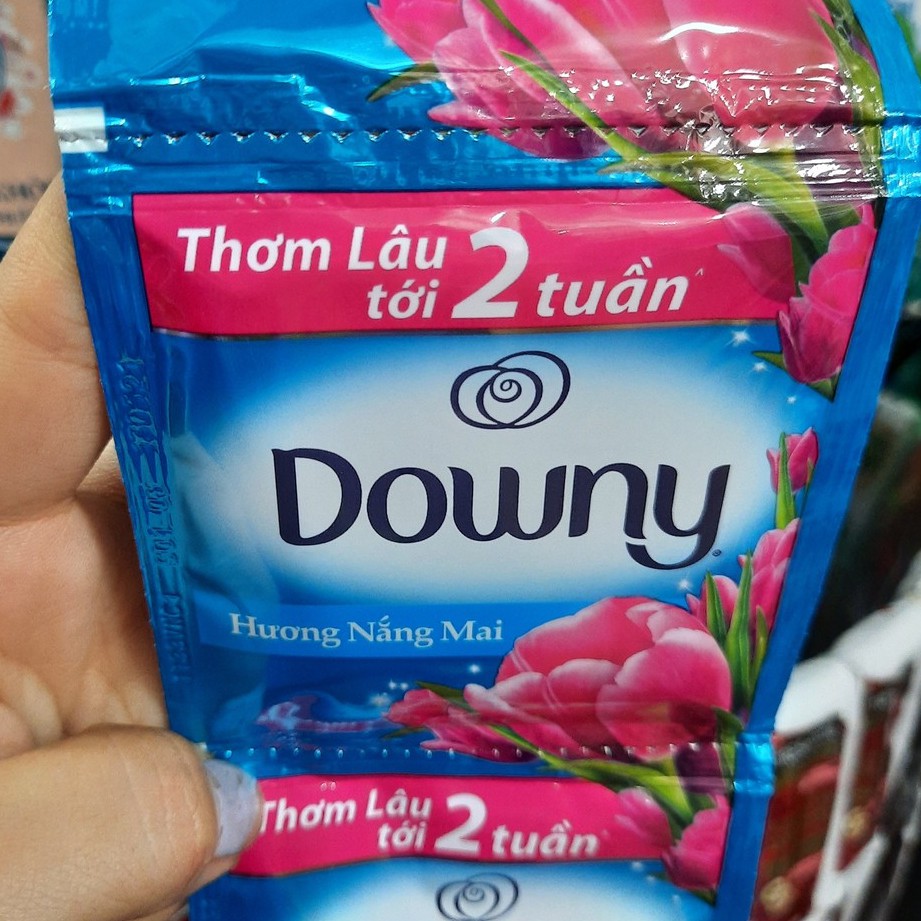 Thơm Lâu
tới 2 tuần^
Downy
Hương Nắng Mai
Thơm Lâu
tới 2 tuần^